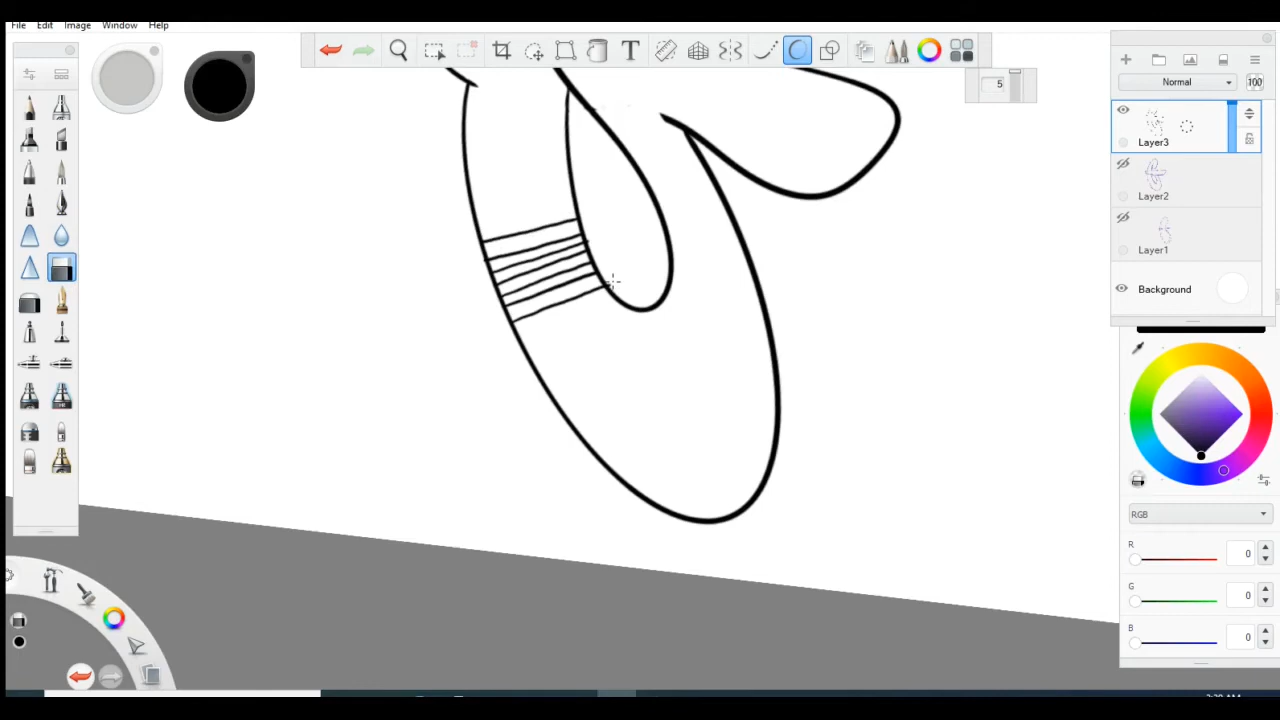 File Edit Image Window Help
T
5
Normal 100
Layer3
Layer2
Layer1
Background
RGB
R 0
G 0
B 0